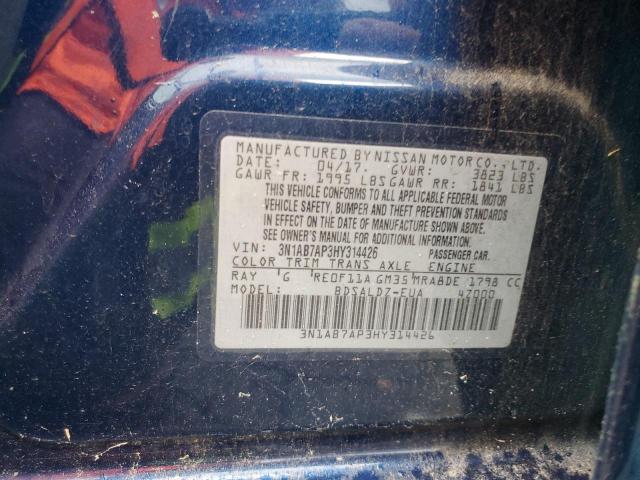 MANUFACTURED BY NISSAN MOTOR CO., LTD.
DATE: 04/17. GVWR: 3823 LBS
GAWR FR: 1995 LBS GAWR RR: 1841 LBS
THIS VEHICLE CONFORMS TO ALL APPLICABLE FEDERAL MOTOR
VEHICLE SAFETY, BUMPER AND THEFT PREVENTION STANDARDS
IN EFFECT ON THE DATE OF MANUFACTURE SHOWN ABOVE.
SEE OWNER'S MANUAL FOR ADDITIONAL INFORMATION.
VIN: 3N1AB7AP3HY314426 PASSENGER CAR.
COLOR TRIM TRANS AXLE ENGINE
RAY G RE0F11A GM35 MRA8DE 1798 CC
MODEL: BDSALDZ-EUA 4Z000
3N1AB7AP3HY314426